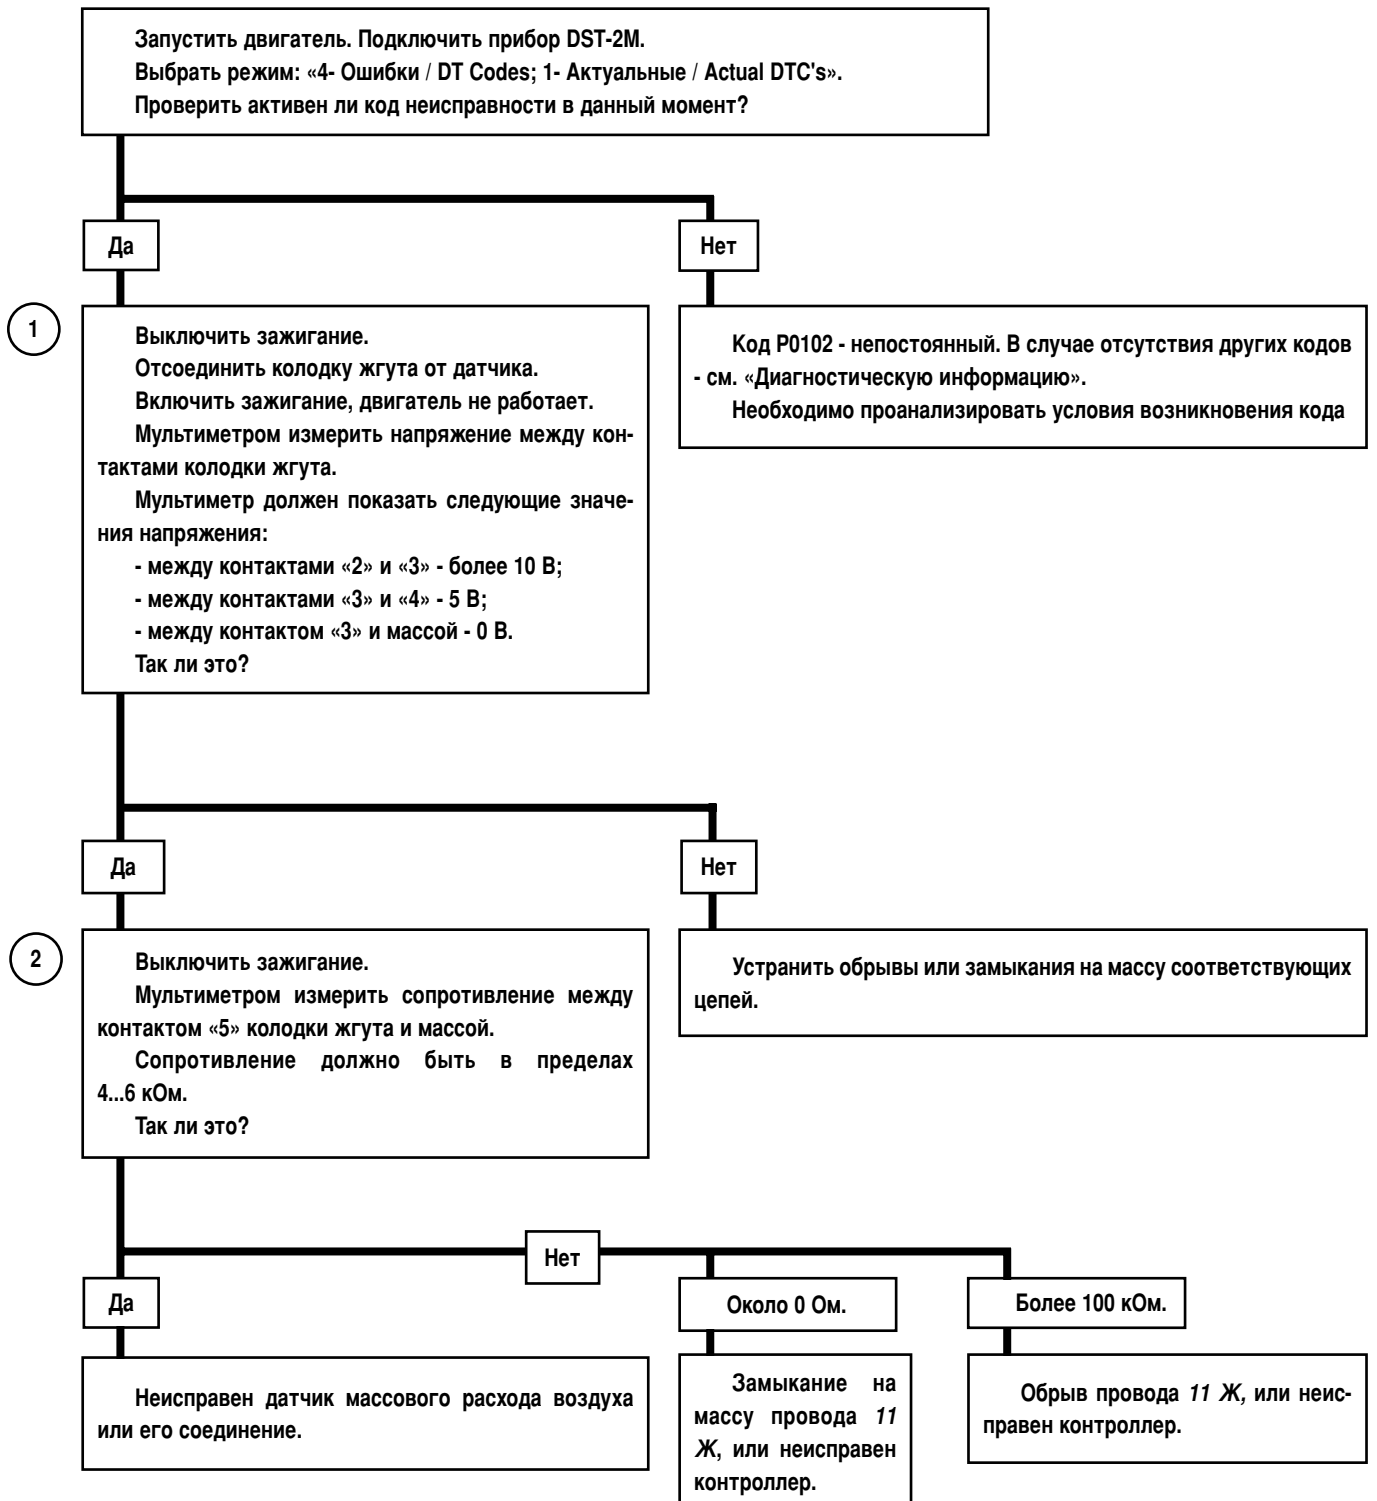 Запустить двигатель. Подключить прибор DST-2M.
Выбрать режим: «4- Ошибки / DT Codes; 1- Актуальные / Actual DTC's».
Проверить активен ли код неисправности в данный момент?
Да
Нет
1
Выключить зажигание.
Отсоединить колодку жгута от датчика.
Включить зажигание, двигатель не работает.
Мультиметром измерить напряжение между кон-
тактами колодки жгута.
Мультиметр должен показать следующие значе-
ния напряжения:
- между контактами «2» и «3» - более 10 В;
- между контактами «3» и «4» - 5 В;
- между контактом «3» и массой - 0 В.
Так ли это?
Код Р0102 - непостоянный. В случае отсутствия других кодов
- см. «Диагностическую информацию».
Необходимо проанализировать условия возникновения кода
Да
Нет
2
Выключить зажигание.
Мультиметром измерить сопротивление между
контактом «5» колодки жгута и массой.
Сопротивление должно быть в пределах
4...6 кОм.
Так ли это?
Устранить обрывы или замыкания на массу соответствующих
цепей.
Нет
Да
Около 0 Ом.
Более 100 кОм.
Неисправен датчик массового расхода воздуха
или его соединение.
Замыкание на
массу провода 11
Ж, или неисправен
контроллер.
Обрыв провода 11 Ж, или неис-
правен контроллер.